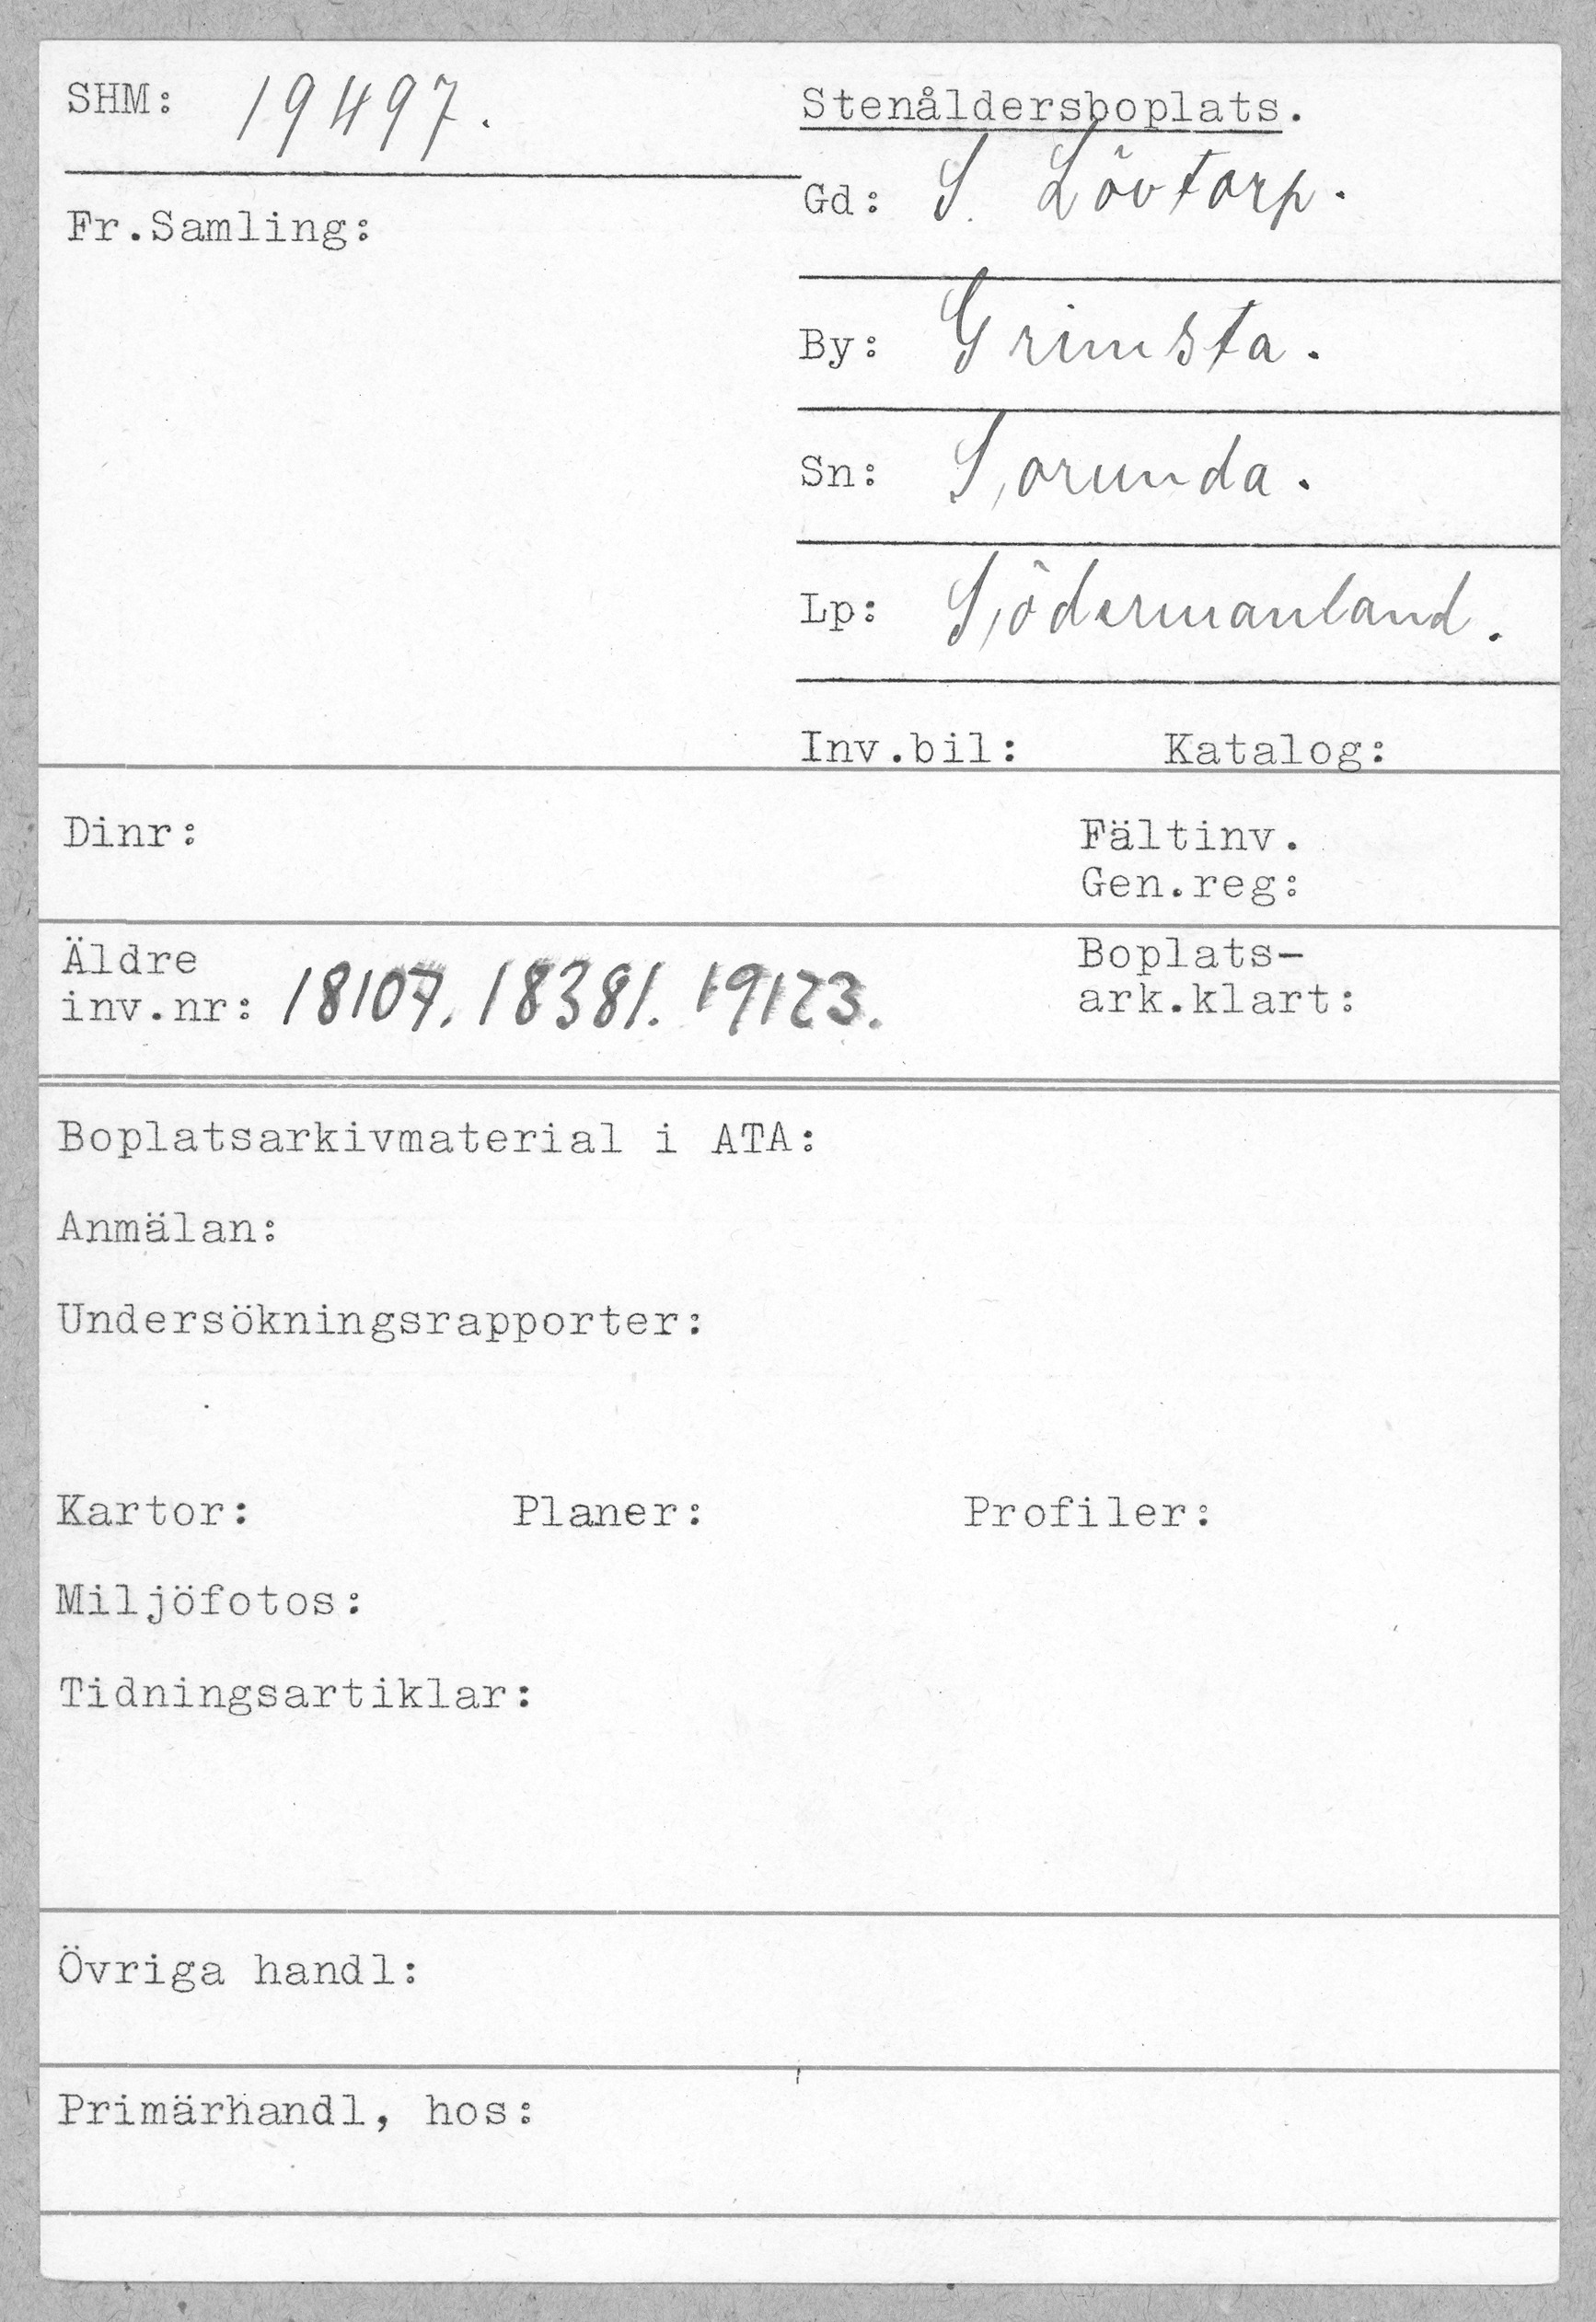 SHM: 19497.
Stenåldersboplats.
Gd: S. Lövtorp.
Fr.Samling:
By: Grimsta.
Sn: Sorunda.
Lp: Södermanland.
Inv.bil: Katalog:
Dinr: Fältinv.
Gen.reg:
Äldre
inv.nr: 18107. 18381. 19123.
Boplats-
ark.klart:
Boplatsarkivmaterial i ATA:
Anmälan:
Undersökningsrapporter:
Kartor: Planer: Profiler:
Miljöfotos:
Tidningsartiklar:
Övriga handl:
Primärhandl, hos: